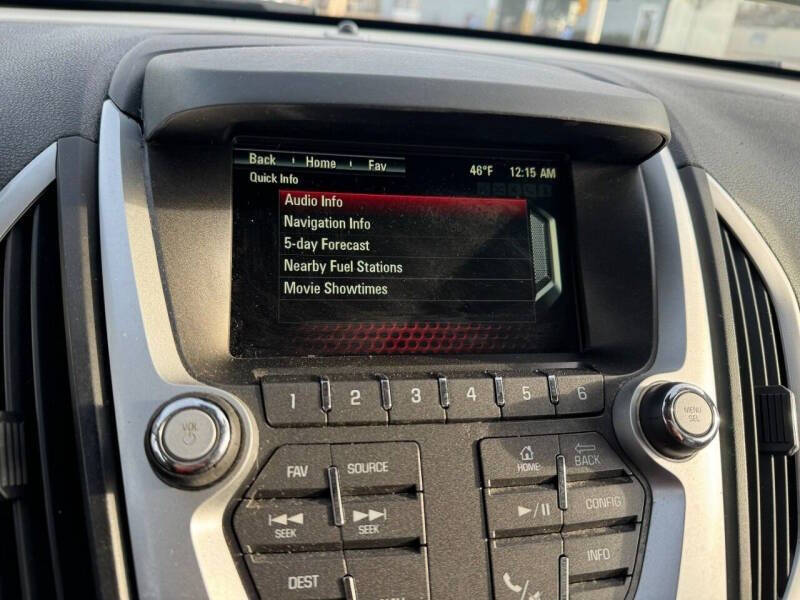 Back Home Fav
46°F 12:15 AM
Quick Info
Audio Info
Navigation Info
5-day Forecast
Nearby Fuel Stations
Movie Showtimes
1 2 3 4 5 6
VOL
MENU
SEL
FAV SOURCE
HOME BACK
SEEK SEEK
CONFIG
DEST
INFO